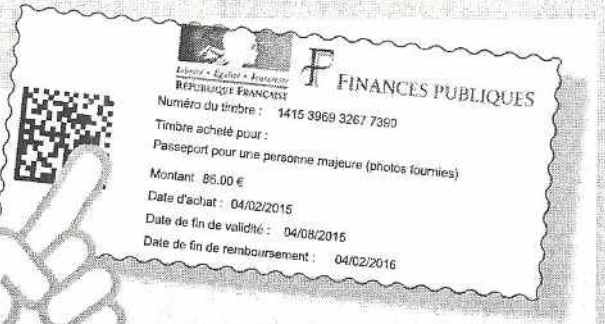 Liberté • Égalité • Fraternité
RÉPUBLIQUE FRANÇAISE
FINANCES PUBLIQUES
Numéro du timbre : 1415 3969 3267 7390
Timbre acheté pour :
Passeport pour une personne majeure (photos fournies)
Montant 86.00 €
Date d'achat : 04/02/2015
Date de fin de validité : 04/08/2015
Date de fin de remboursement : 04/02/2016